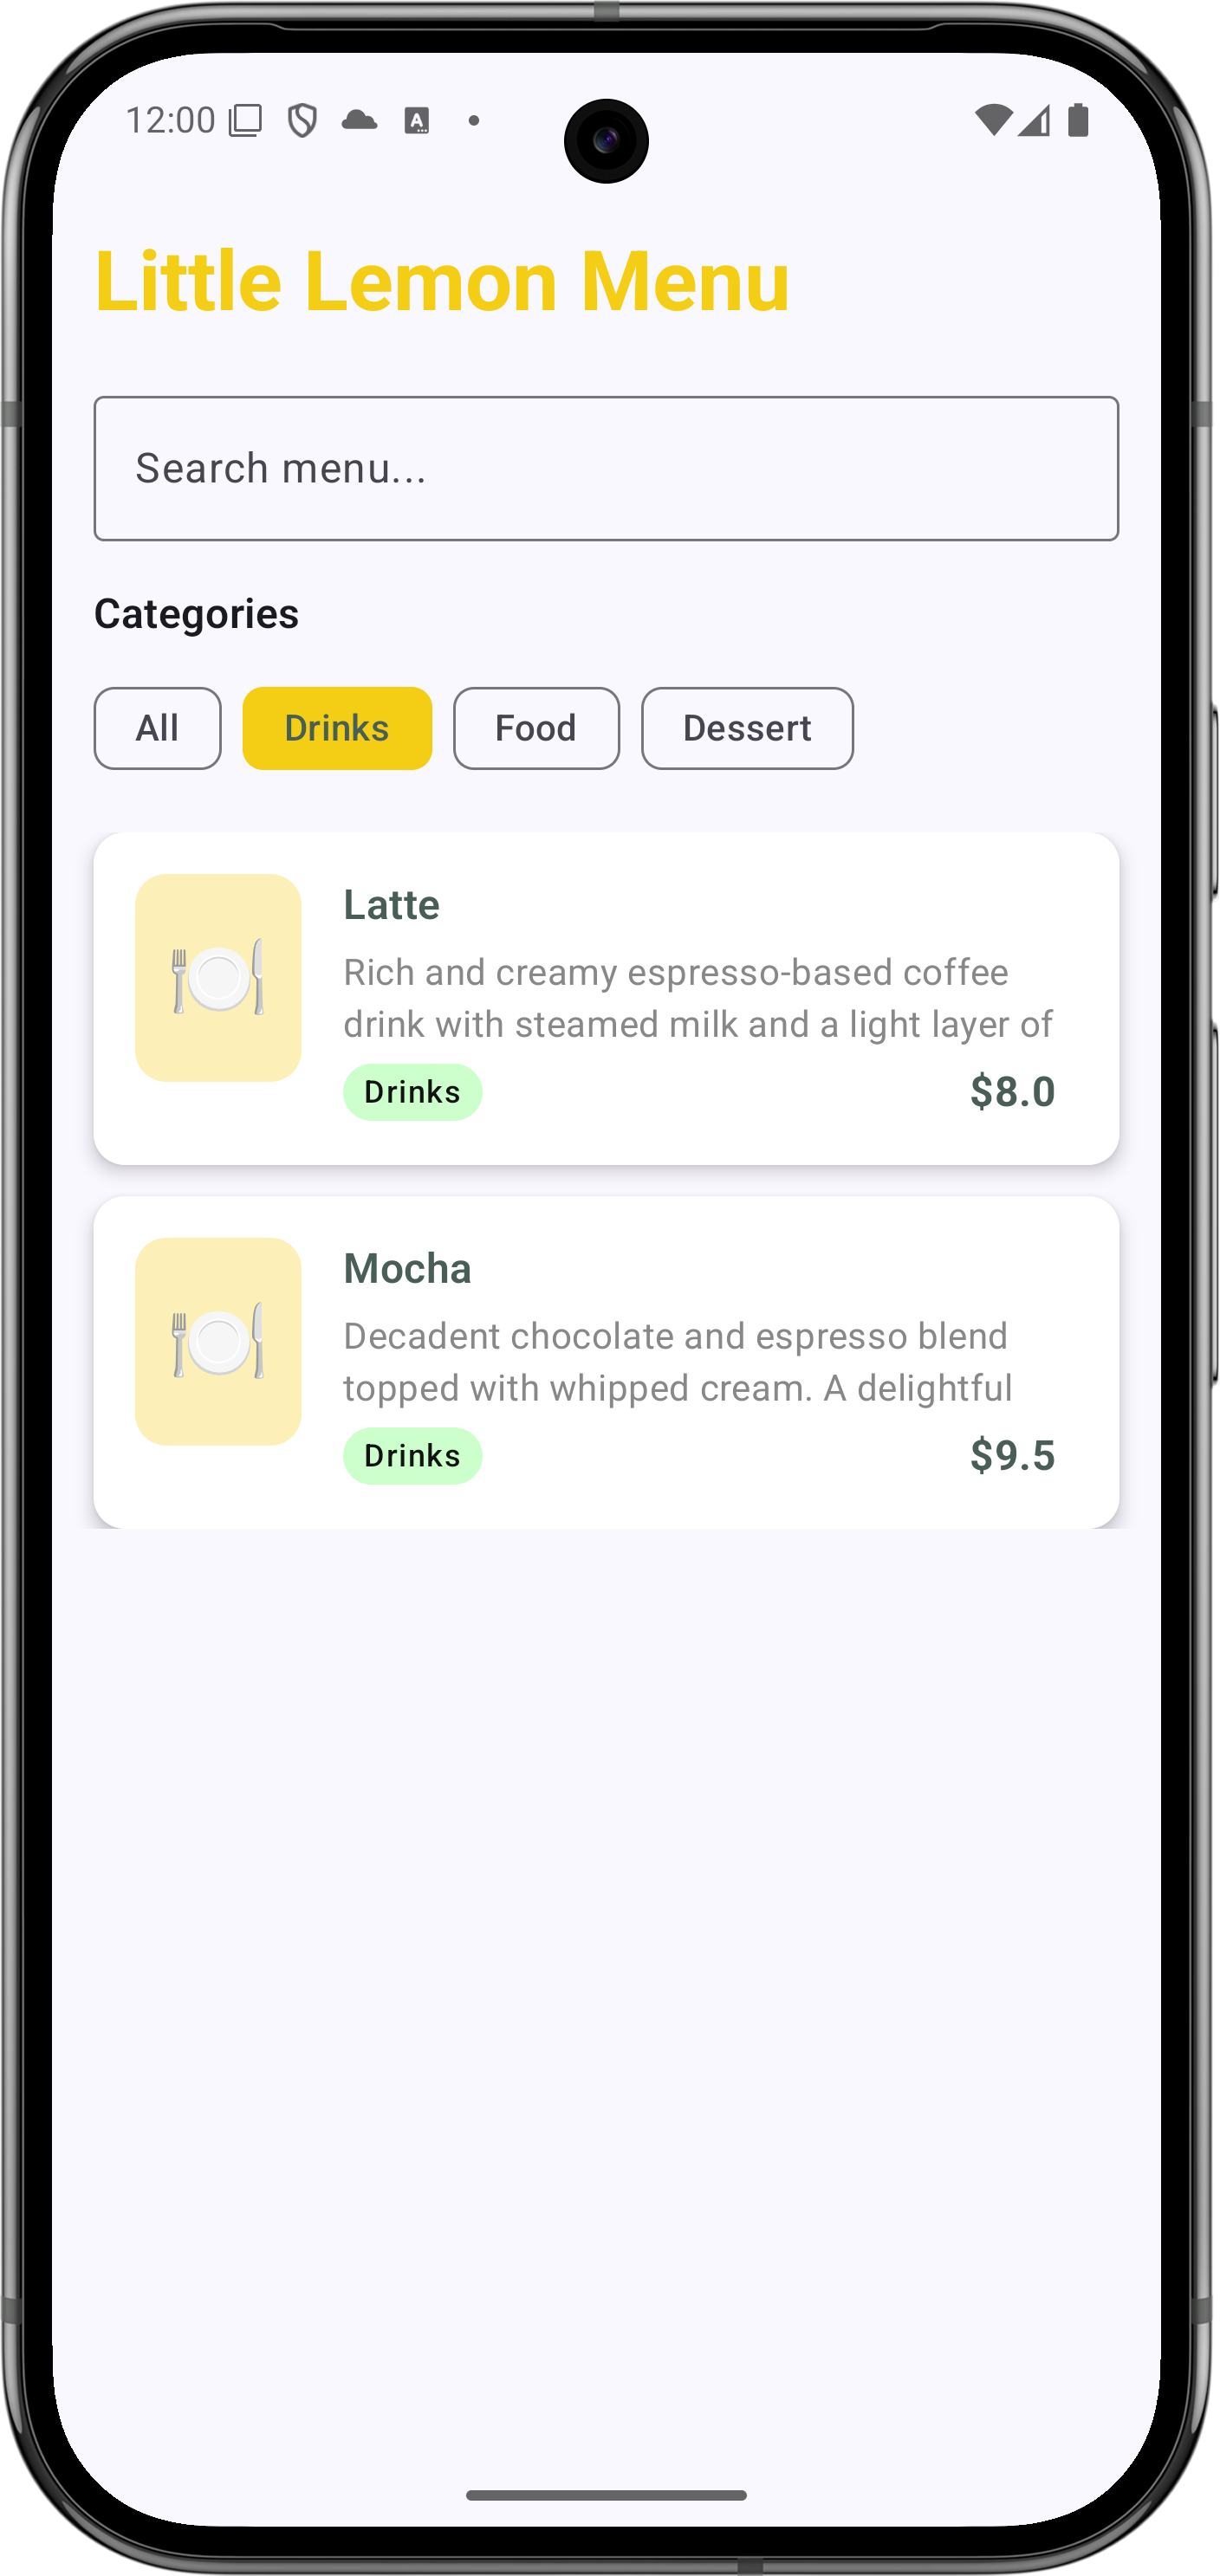 12:00
Little Lemon Menu
Search menu...
Categories
All
Drinks
Food
Dessert
Latte
Rich and creamy espresso-based coffee
drink with steamed milk and a light layer of
Drinks
$8.0
Mocha
Decadent chocolate and espresso blend
topped with whipped cream. A delightful
Drinks
$9.5